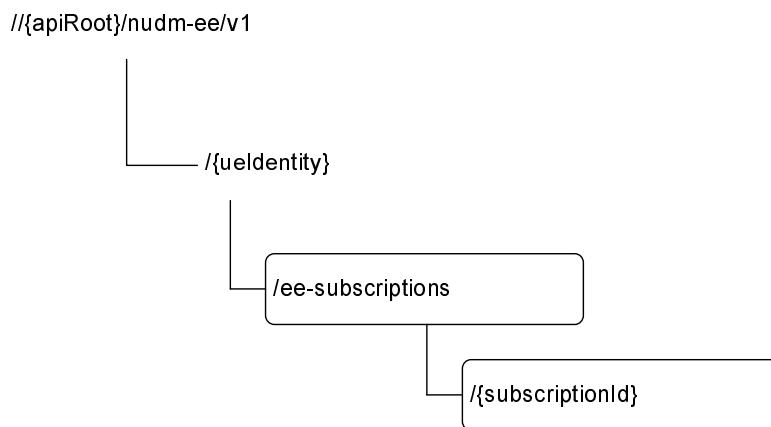 //{apiRoot}/nudm-ee/v1
/{ueIdentity}
/ee-subscriptions
/{subscriptionId}